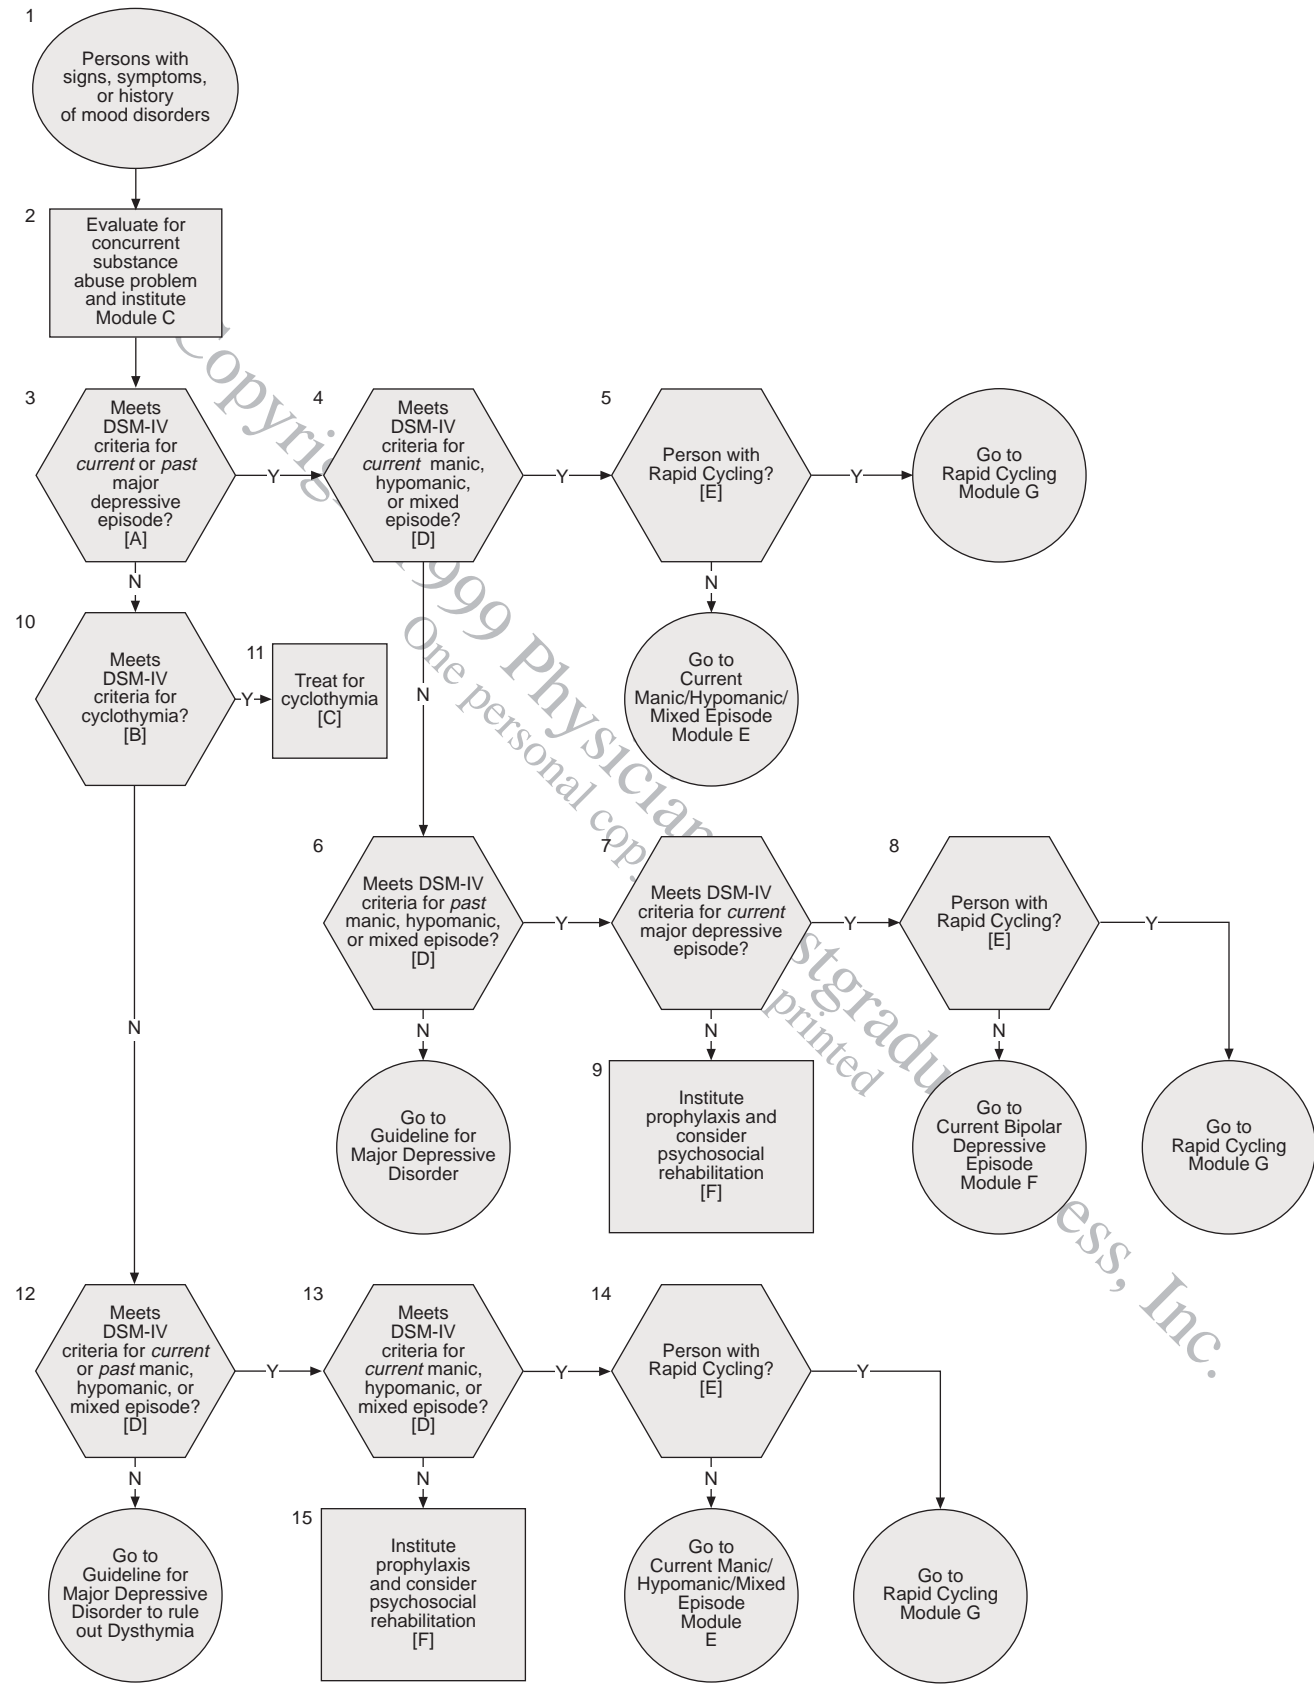 1
Persons with
signs, symptoms,
or history
of mood disorders
2
Evaluate for
concurrent
substance
abuse problem
and institute
Module C
3
Meets
DSM-IV
criteria for
current or past
major
depressive
episode?
[A]
Y
N
4
Meets
DSM-IV
criteria for
current manic,
hypomanic,
or mixed
episode?
[D]
Y
N
5
Person with
Rapid Cycling?
[E]
Y
N
Go to
Rapid Cycling
Module G
Go to
Current
Manic/Hypomanic/
Mixed Episode
Module E
10
Meets
DSM-IV
criteria for
cyclothymia?
[B]
Y
N
11
Treat for
cyclothymia
[C]
6
Meets DSM-IV
criteria for past
manic, hypomanic,
or mixed episode?
[D]
Y
N
7
Meets DSM-IV
criteria for current
major depressive
episode?
Y
N
8
Person with
Rapid Cycling?
[E]
Y
N
Go to
Guideline for
Major Depressive
Disorder
9
Institute
prophylaxis and
consider
psychosocial
rehabilitation
[F]
Go to
Current Bipolar
Depressive
Episode
Module F
Go to
Rapid Cycling
Module G
12
Meets
DSM-IV
criteria for current
or past manic,
hypomanic, or
mixed episode?
[D]
Y
N
13
Meets
DSM-IV
criteria for
current manic,
hypomanic, or
mixed episode?
[D]
Y
N
14
Person with
Rapid Cycling?
[E]
Y
N
Go to
Guideline for
Major Depressive
Disorder to rule
out Dysthymia
15
Institute
prophylaxis
and consider
psychosocial
rehabilitation
[F]
Go to
Current Manic/
Hypomanic/Mixed
Episode
Module
E
Go to
Rapid Cycling
Module G
1999 Inc.
One personal copy printed